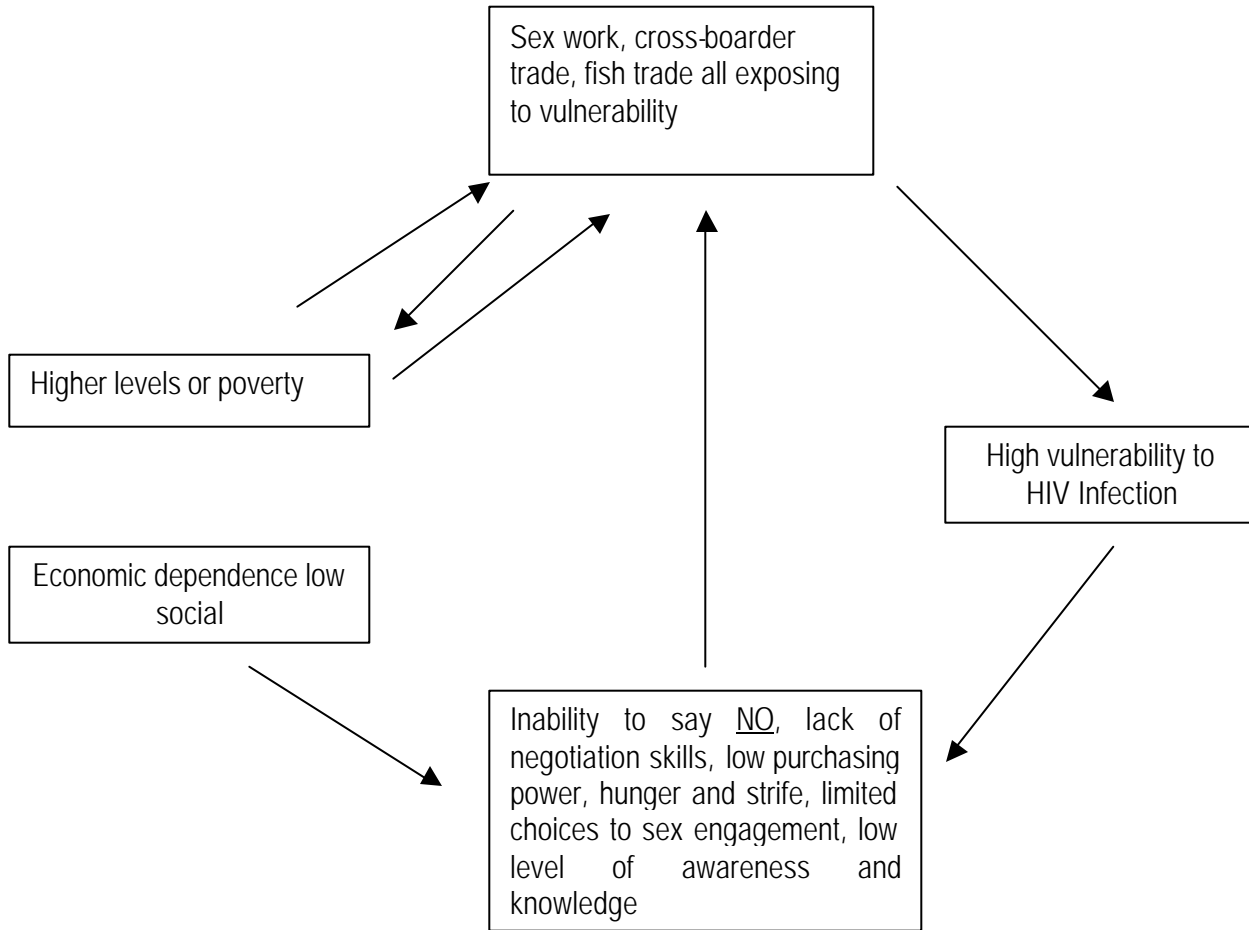 Sex work, cross-boarder
trade, fish trade all exposing
to vulnerability
Higher levels or poverty
High vulnerability to
HIV Infection
Economic dependence low
social
Inability to say NO, lack of
negotiation skills, low purchasing
power, hunger and strife, limited
choices to sex engagement, low
level of awareness and
knowledge